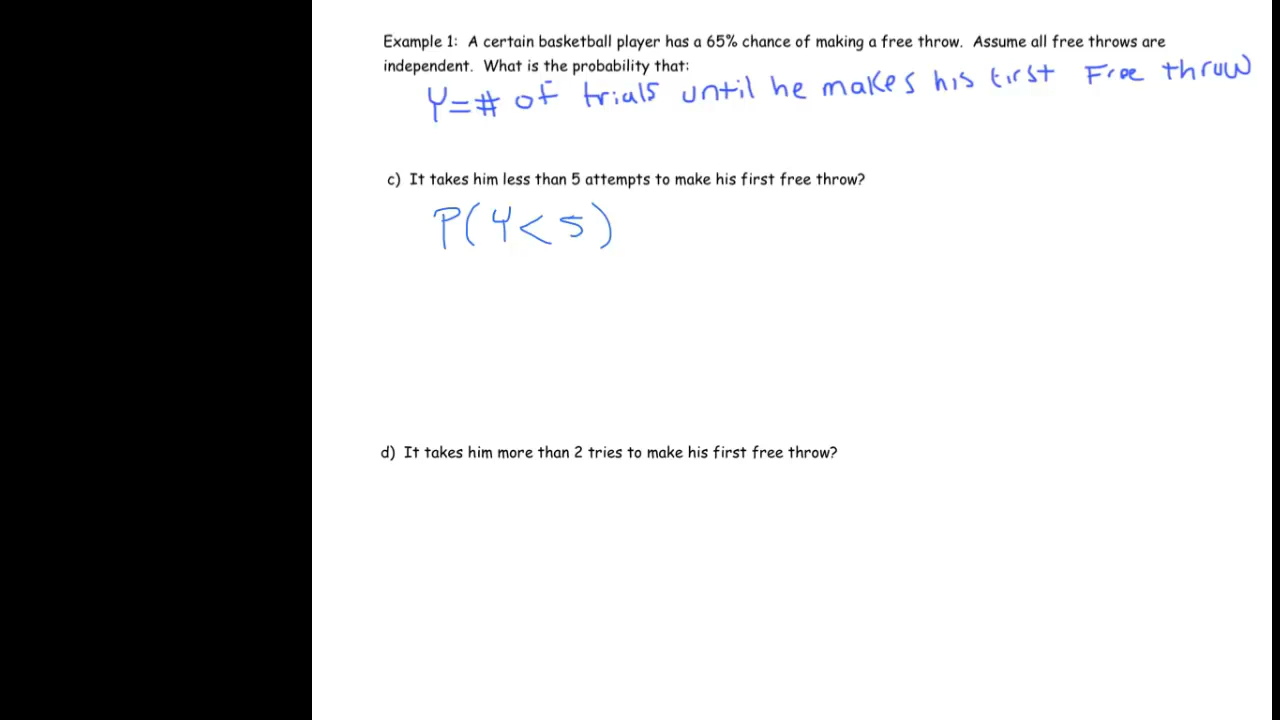 Example 1: A certain basketball player has a 65% chance of making a free throw. Assume all free throws are
independent. What is the probability that:
Y = # of trials until he makes his first Free throw
c) It takes him less than 5 attempts to make his first free throw?
P(Y < 5)
d) It takes him more than 2 tries to make his first free throw?